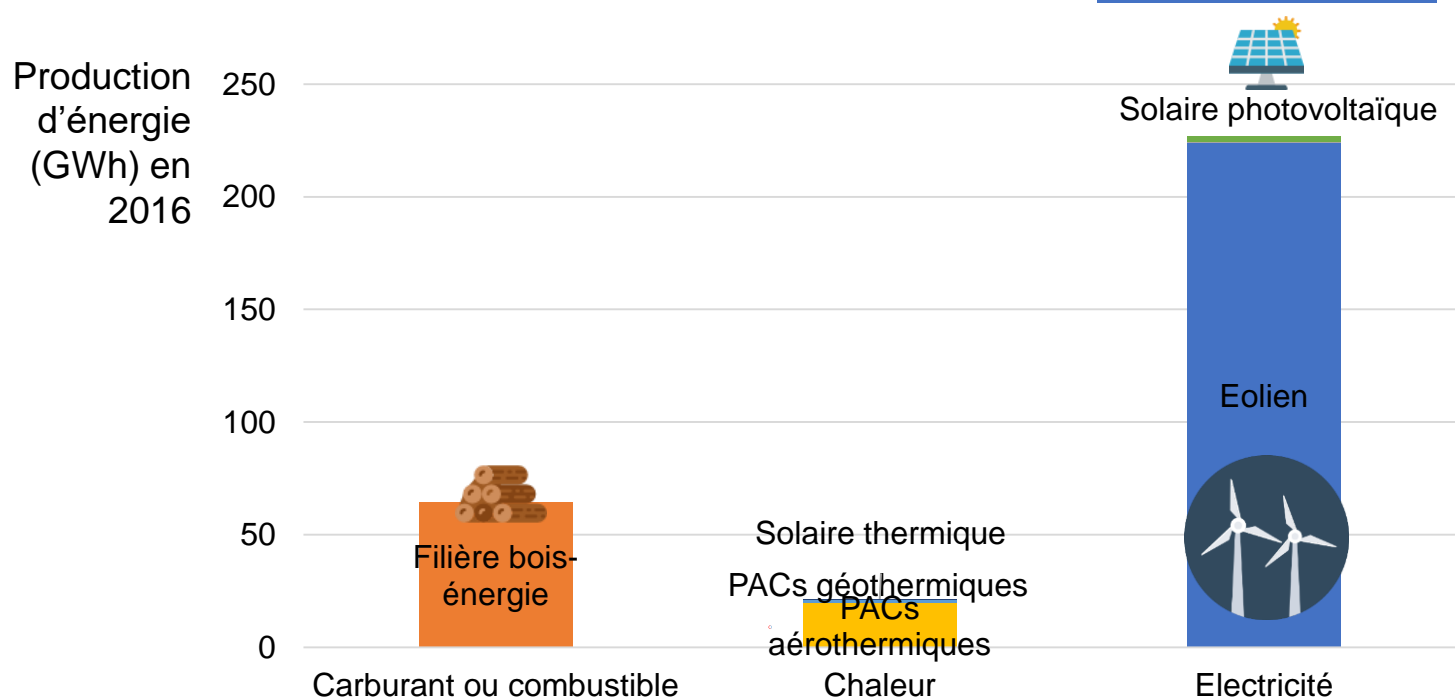 Production
d'énergie
(GWh) en
2016
250
200
150
100
50
0
Solaire photovoltaïque
Eolien
Filière bois-
énergie
Solaire thermique
PACs géothermiques
PACs
aérothermiques
Carburant ou combustible
Chaleur
Electricité